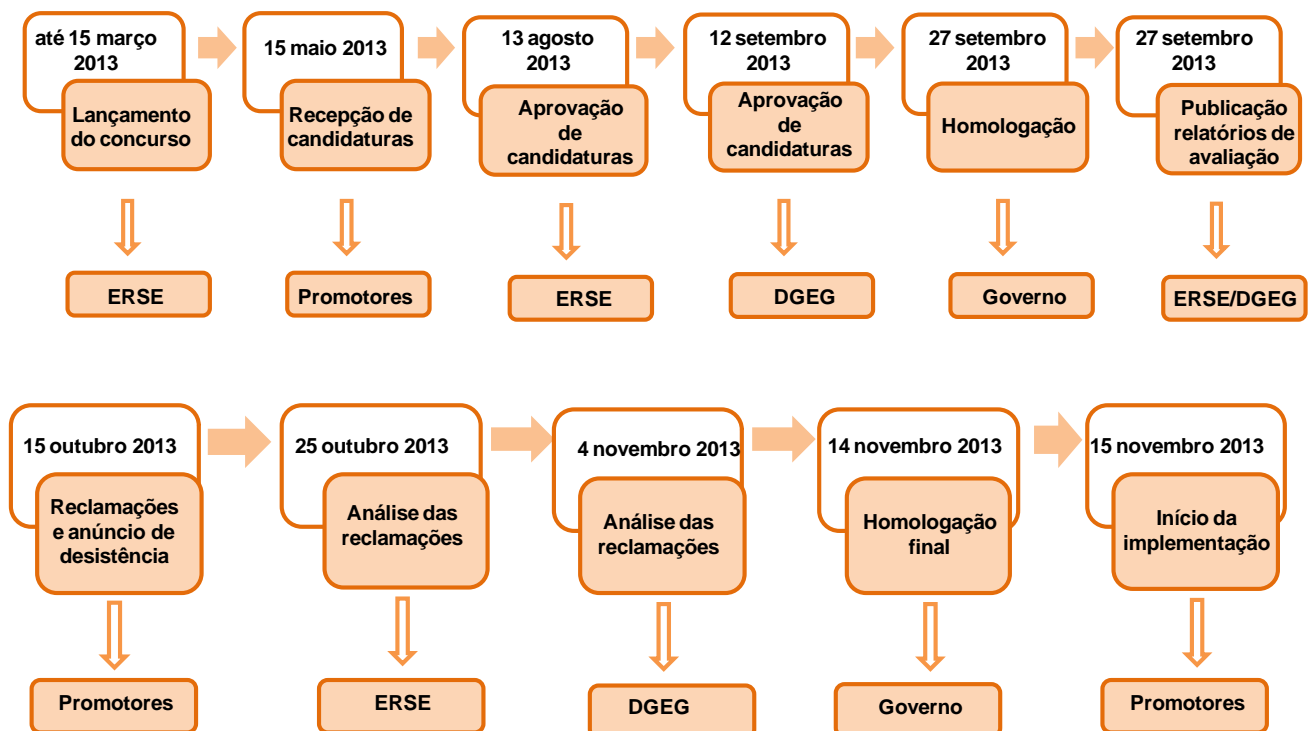 até 15 março
2013
Lançamento
do concurso
ERSE
15 maio 2013
Recepção de
candidaturas
Promotores
13 agosto
2013
Aprovação
de
candidaturas
ERSE
12 setembro
2013
Aprovação
de
candidaturas
DGEG
27 setembro
2013
Homologação
Governo
27 setembro
2013
Publicação
relatórios de
avaliação
ERSE/DGEG
15 outubro 2013
Reclamações
e anúncio de
desistência
Promotores
25 outubro 2013
Análise das
reclamações
ERSE
4 novembro 2013
Análise das
reclamações
DGEG
14 novembro 2013
Homologação
final
Governo
15 novembro 2013
Início da
implementação
Promotores